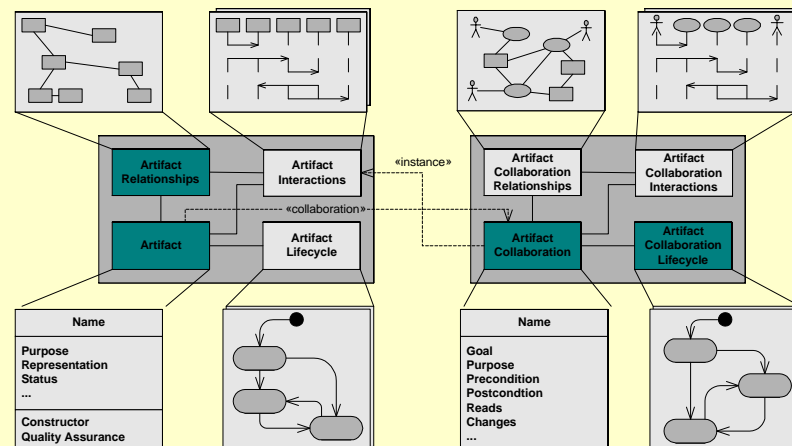 Artifact
Relationships
Artifact
Interactions
«instance»
Artifact
Collaboration
Relationships
Artifact
Collaboration
Interactions
«collaboration»
Artifact
Artifact
Lifecycle
Artifact
Collaboration
Artifact
Collaboration
Lifecycle
Name
Purpose
Representation
Status
...
Constructor
Quality Assurance
Name
Goal
Purpose
Precondition
Postcondtion
Reads
Changes
...